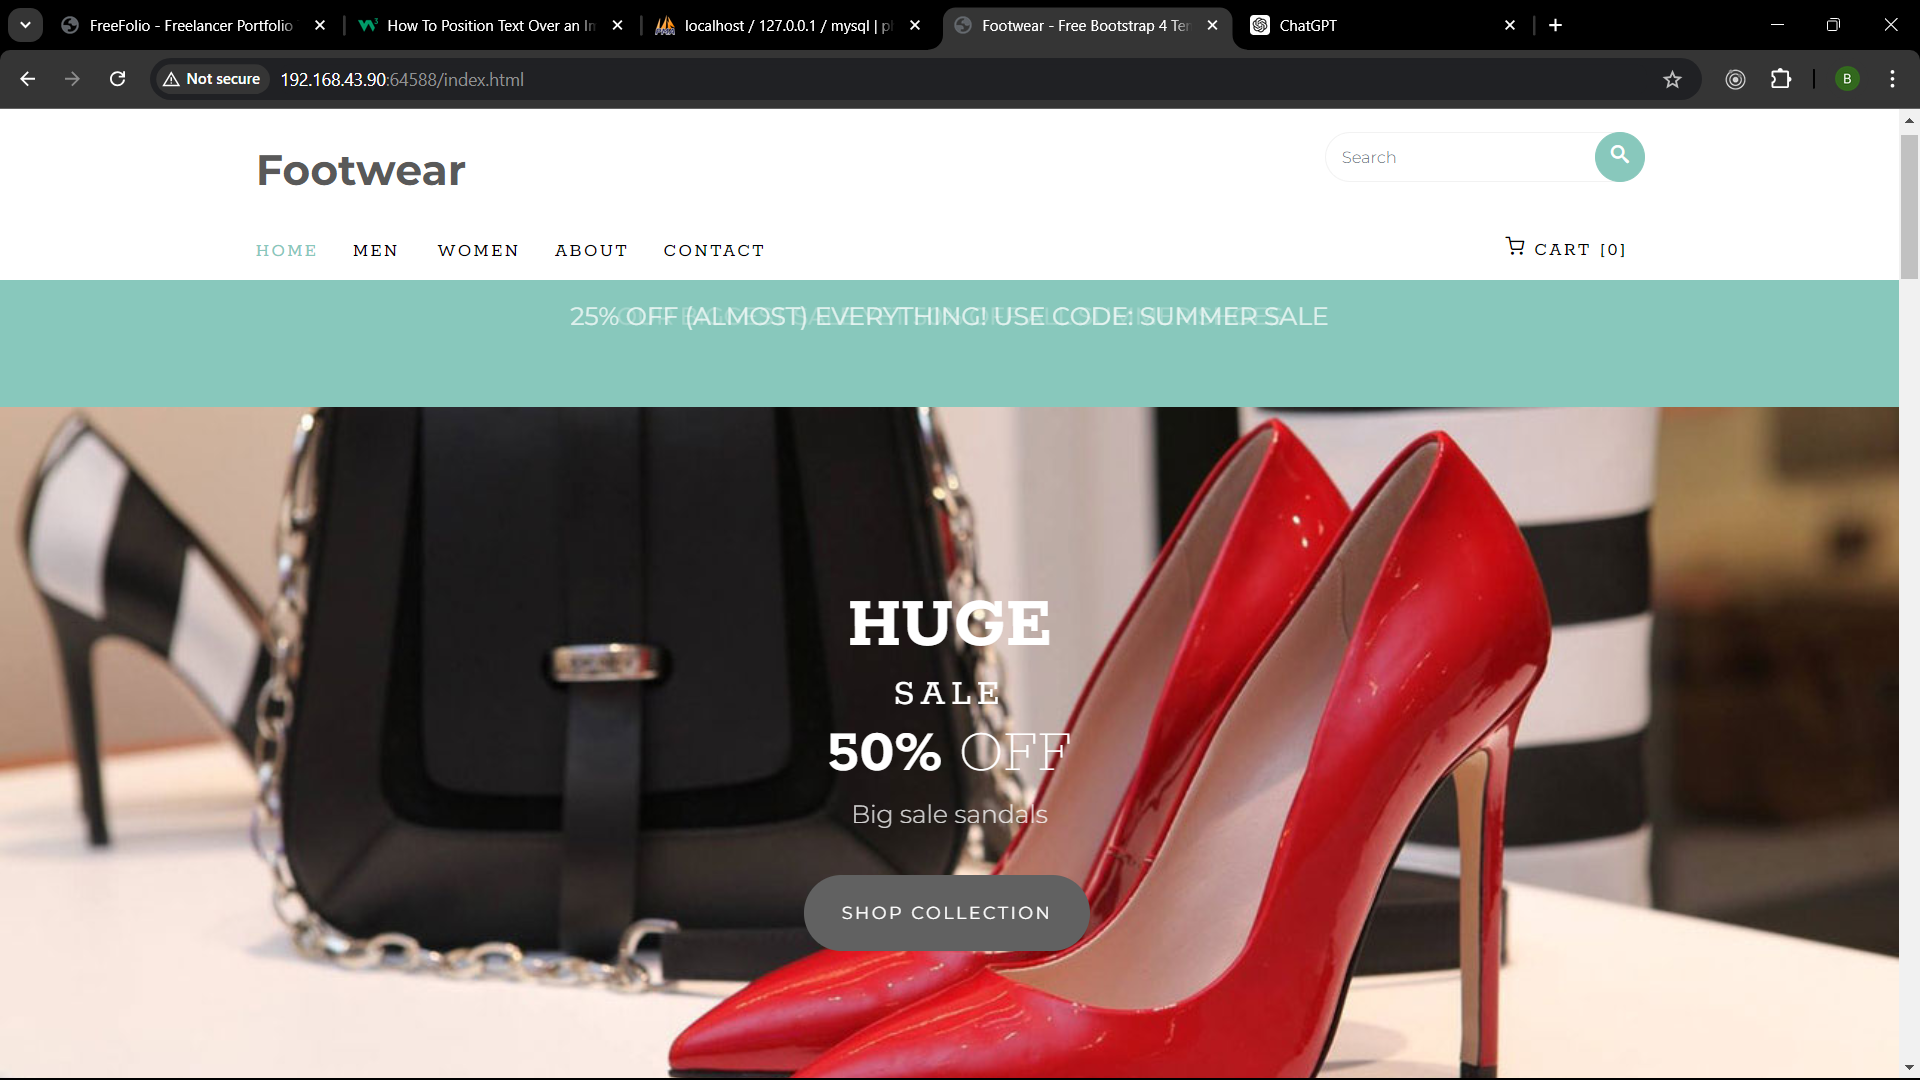 FreeFolio - Freelancer Portfolio
How To Position Text Over an In
localhost / 127.0.0.1 / mysql | p
Footwear - Free Bootstrap 4 Ter
ChatGPT
Not secure
192.168.43.90:64588/index.html
B
Footwear
Search
HOME
MEN
WOMEN
ABOUT
CONTACT
CART [0]
25% OFF (ALMOST) EVERYTHING! USE CODE: SUMMER SALE
HUGE
SALE
50% OFF
Big sale sandals
SHOP COLLECTION